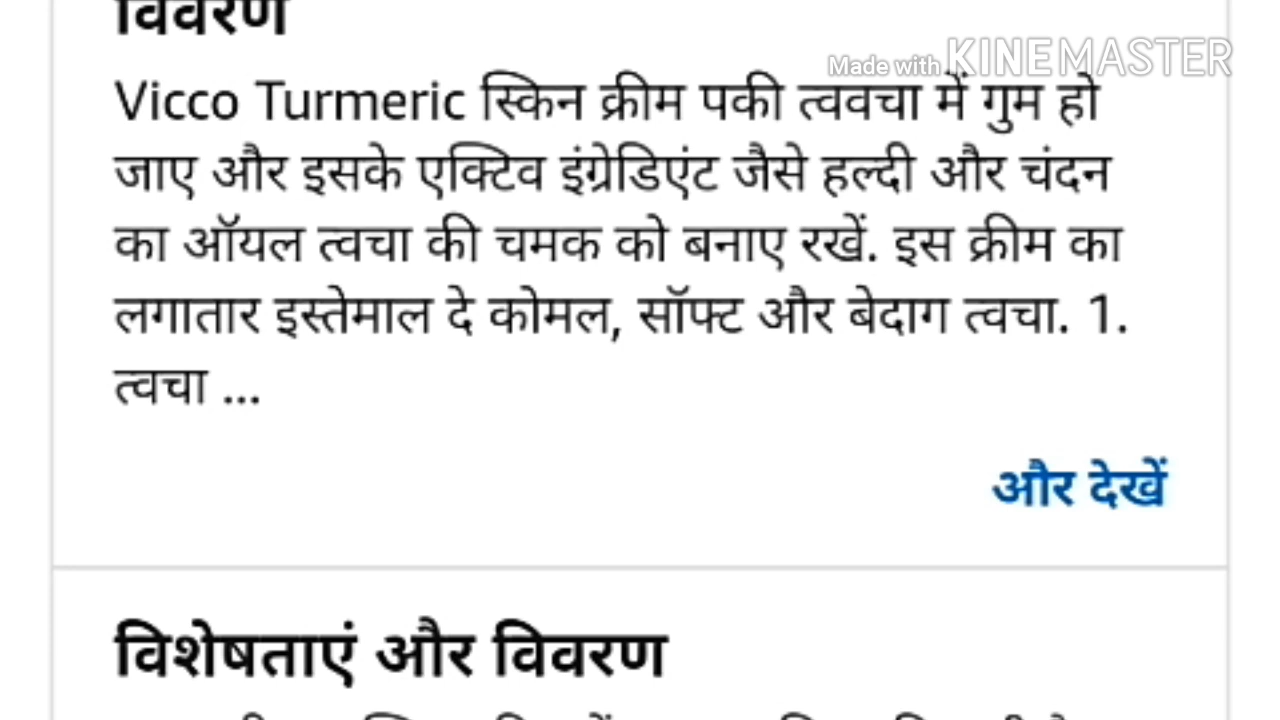 विवरण
Made with KINEMASTER
Vicco Turmeric स्किन क्रीम पकी त्ववचा में गुम हो
जाए और इसके एक्टिव इंग्रेडिएंट जैसे हल्दी और चंदन
का ऑयल त्वचा की चमक को बनाए रखें. इस क्रीम का
लगातार इस्तेमाल दे कोमल, सॉफ्ट और बेदाग त्वचा. 1.
त्वचा ...
और देखें
विशेषताएं और विवरण